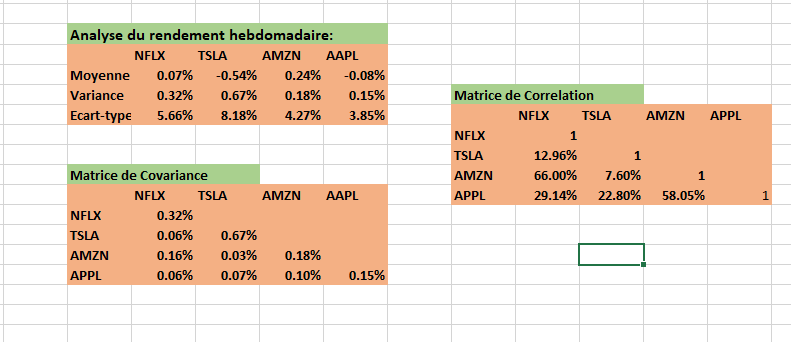 Analyse du rendement hebdomadaire:
NFLX TSLA AMZN AAPL
Moyenne 0.07% -0.54% 0.24% -0.08%
Variance 0.32% 0.67% 0.18% 0.15%
Ecart-type 5.66% 8.18% 4.27% 3.85%
Matrice de Covariance
NFLX TSLA AMZN AAPL
NFLX 0.32%
TSLA 0.06% 0.67%
AMZN 0.16% 0.03% 0.18%
APPL 0.06% 0.07% 0.10% 0.15%
Matrice de Correlation
NFLX TSLA AMZN APPL
NFLX 1
TSLA 12.96% 1
AMZN 66.00% 7.60% 1
APPL 29.14% 22.80% 58.05% 1